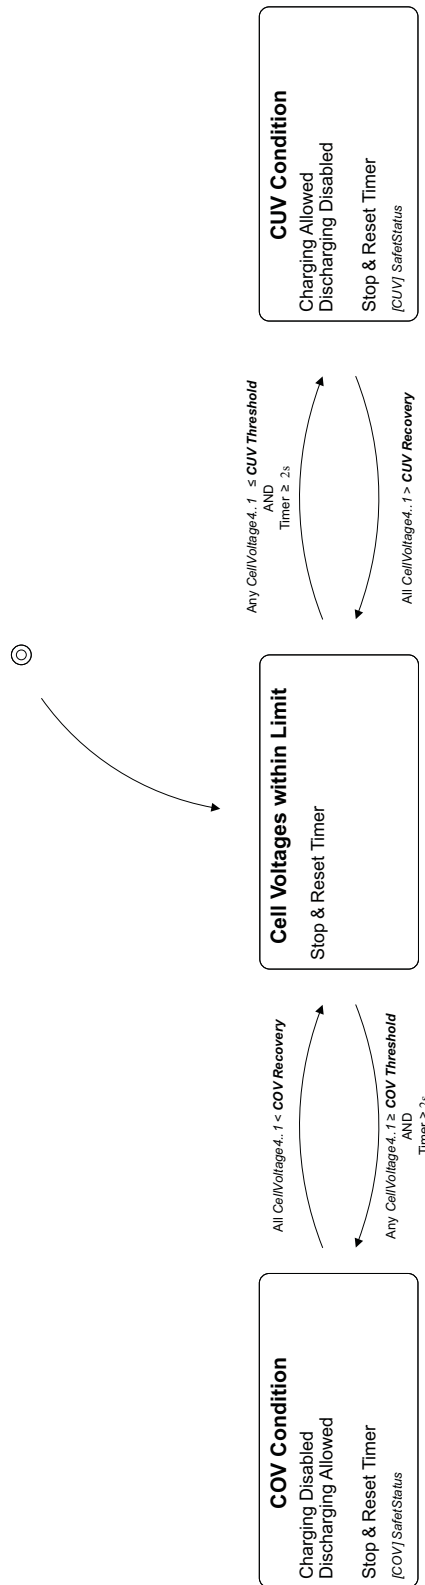 COV Condition
Charging Disabled
Discharging Allowed
Stop & Reset Timer
[COV] SafetStatus
All CellVoltage4..1 < COV Recovery
Any CellVoltage4..1 ≥ COV Threshold
AND
Timer ≥ 2s
Cell Voltages within Limit
Stop & Reset Timer
Any CellVoltage4..1 ≤ CUV Threshold
AND
Timer ≥ 2s
All CellVoltage4..1 > CUV Recovery
CUV Condition
Charging Allowed
Discharging Disabled
Stop & Reset Timer
[CUV] SafetStatus